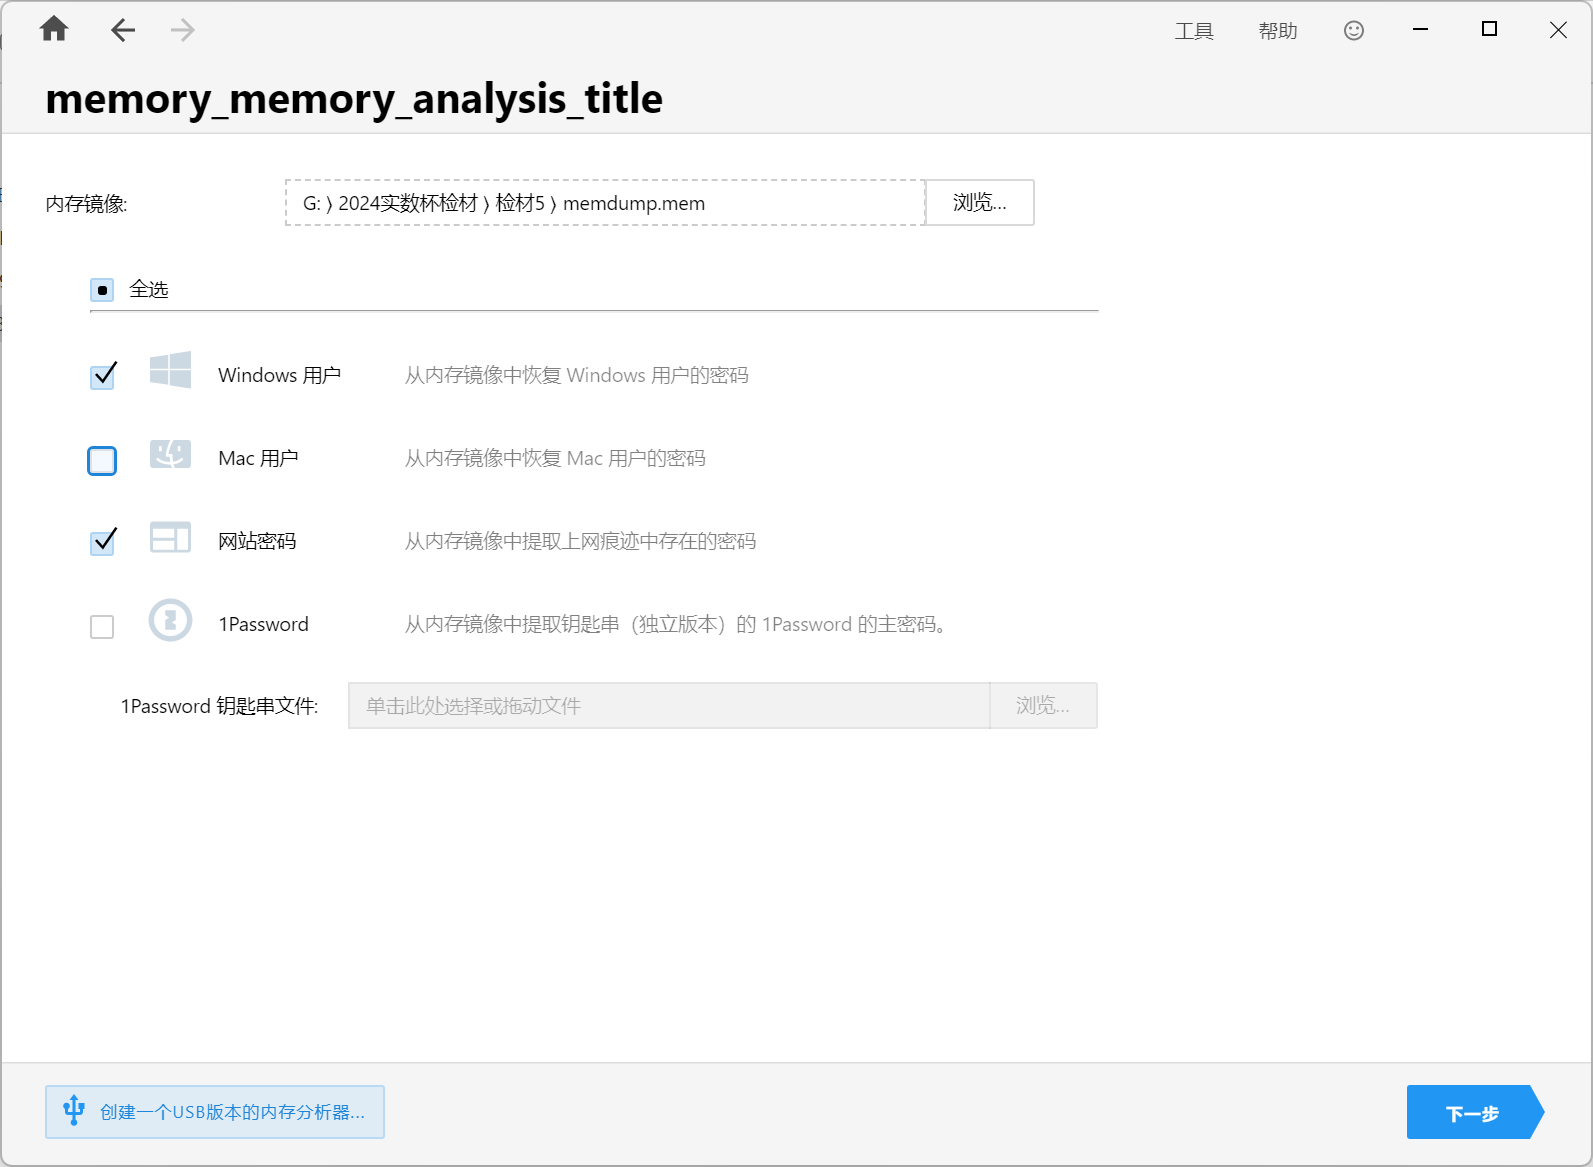 工具 帮助
memory_memory_analysis_title
内存镜像: G: ⟩ 2024实数杯检材 ⟩ 检材5 ⟩ memdump.mem 浏览...
全选
Windows 用户 从内存镜像中恢复 Windows 用户的密码
Mac 用户 从内存镜像中恢复 Mac 用户的密码
网站密码 从内存镜像中提取上网痕迹中存在的密码
1Password 从内存镜像中提取钥匙串（独立版本）的 1Password 的主密码。
1Password 钥匙串文件: 单击此处选择或拖动文件 浏览...
创建一个USB版本的内存分析器... 下一步